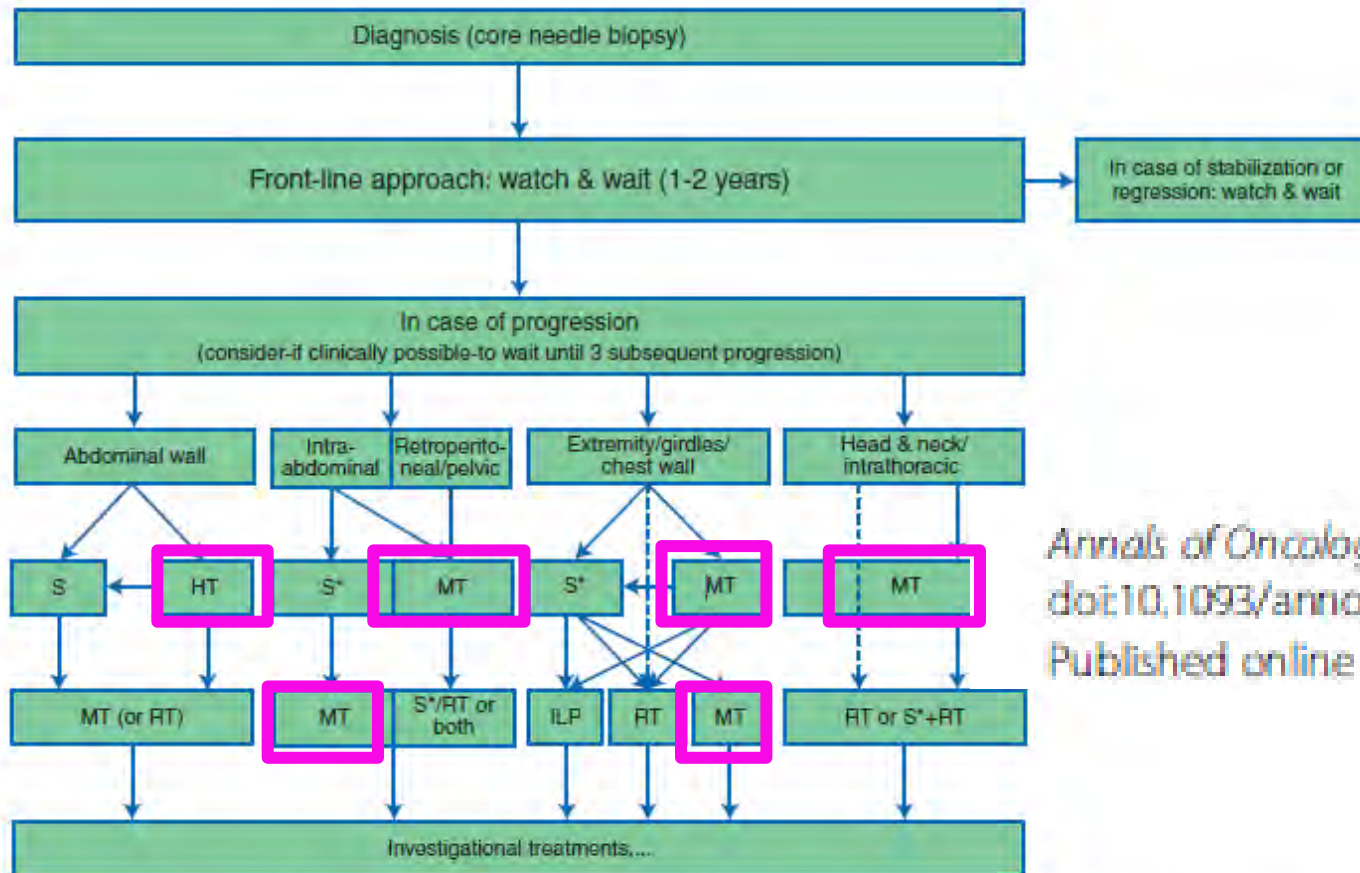 Diagnosis (core needle biopsy)
Front-line approach: watch & wait (1-2 years)
In case of stabilization or
regression: watch & wait
In case of progression
(consider-if clinically possible-to wait until 3 subsequent progression)
Abdominal wall
Intra-
abdominal
Retroperito-
neal/pelvic
Extremity/girdles/
chest wall
Head & neck/
intrathoracic
S
HT
S*
MT
S*
MT
MT
MT (or RT)
MT
S*/RT or
both
ILP
RT
MT
RT or S*+RT
Investigational treatments,...
Annals of
doi:10.1093/
Published online